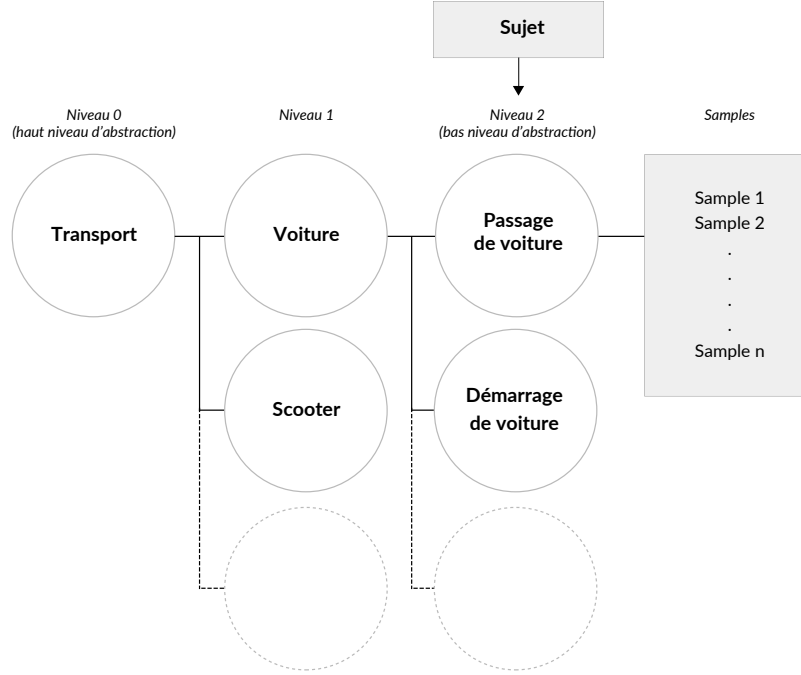 Sujet
Niveau 0
(haut niveau d'abstraction)
Niveau 1
Niveau 2
(bas niveau d'abstraction)
Samples
Transport
Voiture
Passage
de voiture
Sample 1
Sample 2
.
.
.
.
Sample n
Scooter
Démarrage
de voiture